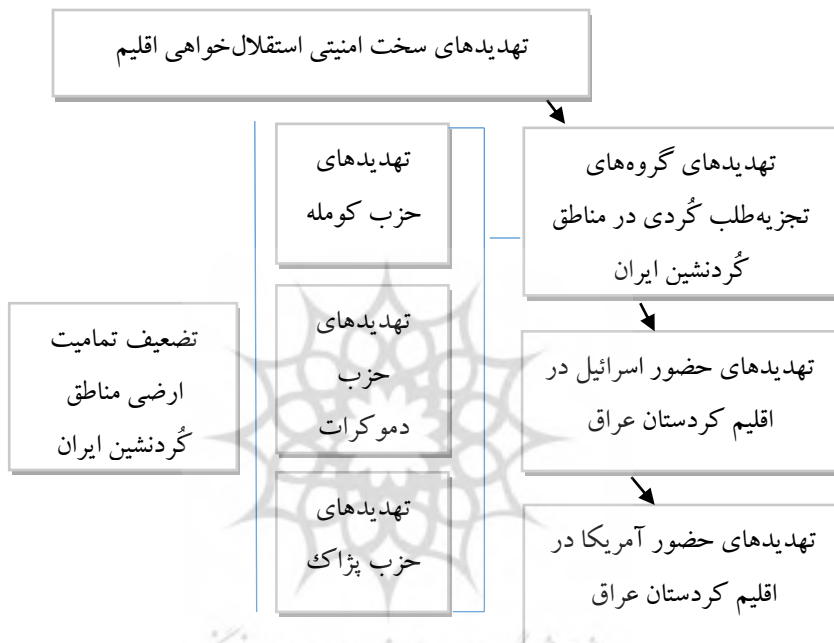 تهدیدهای سخت امنیتی استقلال‌خواهی اقلیم
تهدیدهای گروه‌های
تجزیه‌طلب کُردی در مناطق
کُردنشین ایران
تهدیدهای حضور اسرائیل در
اقلیم کردستان عراق
تهدیدهای حضور آمریکا در
اقلیم کردستان عراق
تهدیدهای
حزب کومله
تهدیدهای
حزب
دموکرات
تهدیدهای
حزب پژاک
تضعیف تمامیت
ارضی مناطق
کُردنشین ایران